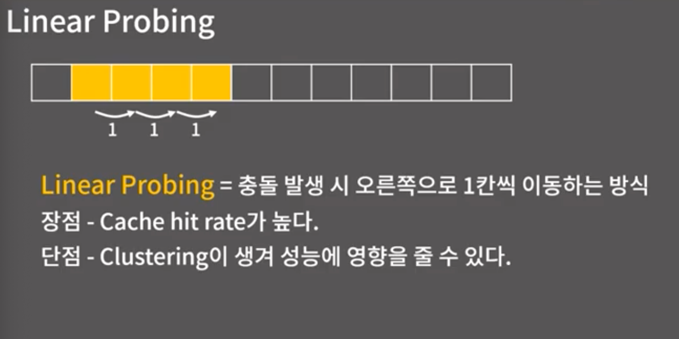 Linear Probing
1 1 1
Linear Probing = 충돌 발생 시 오른쪽으로 1칸씩 이동하는 방식
장점 - Cache hit rate가 높다.
단점 - Clustering이 생겨 성능에 영향을 줄 수 있다.